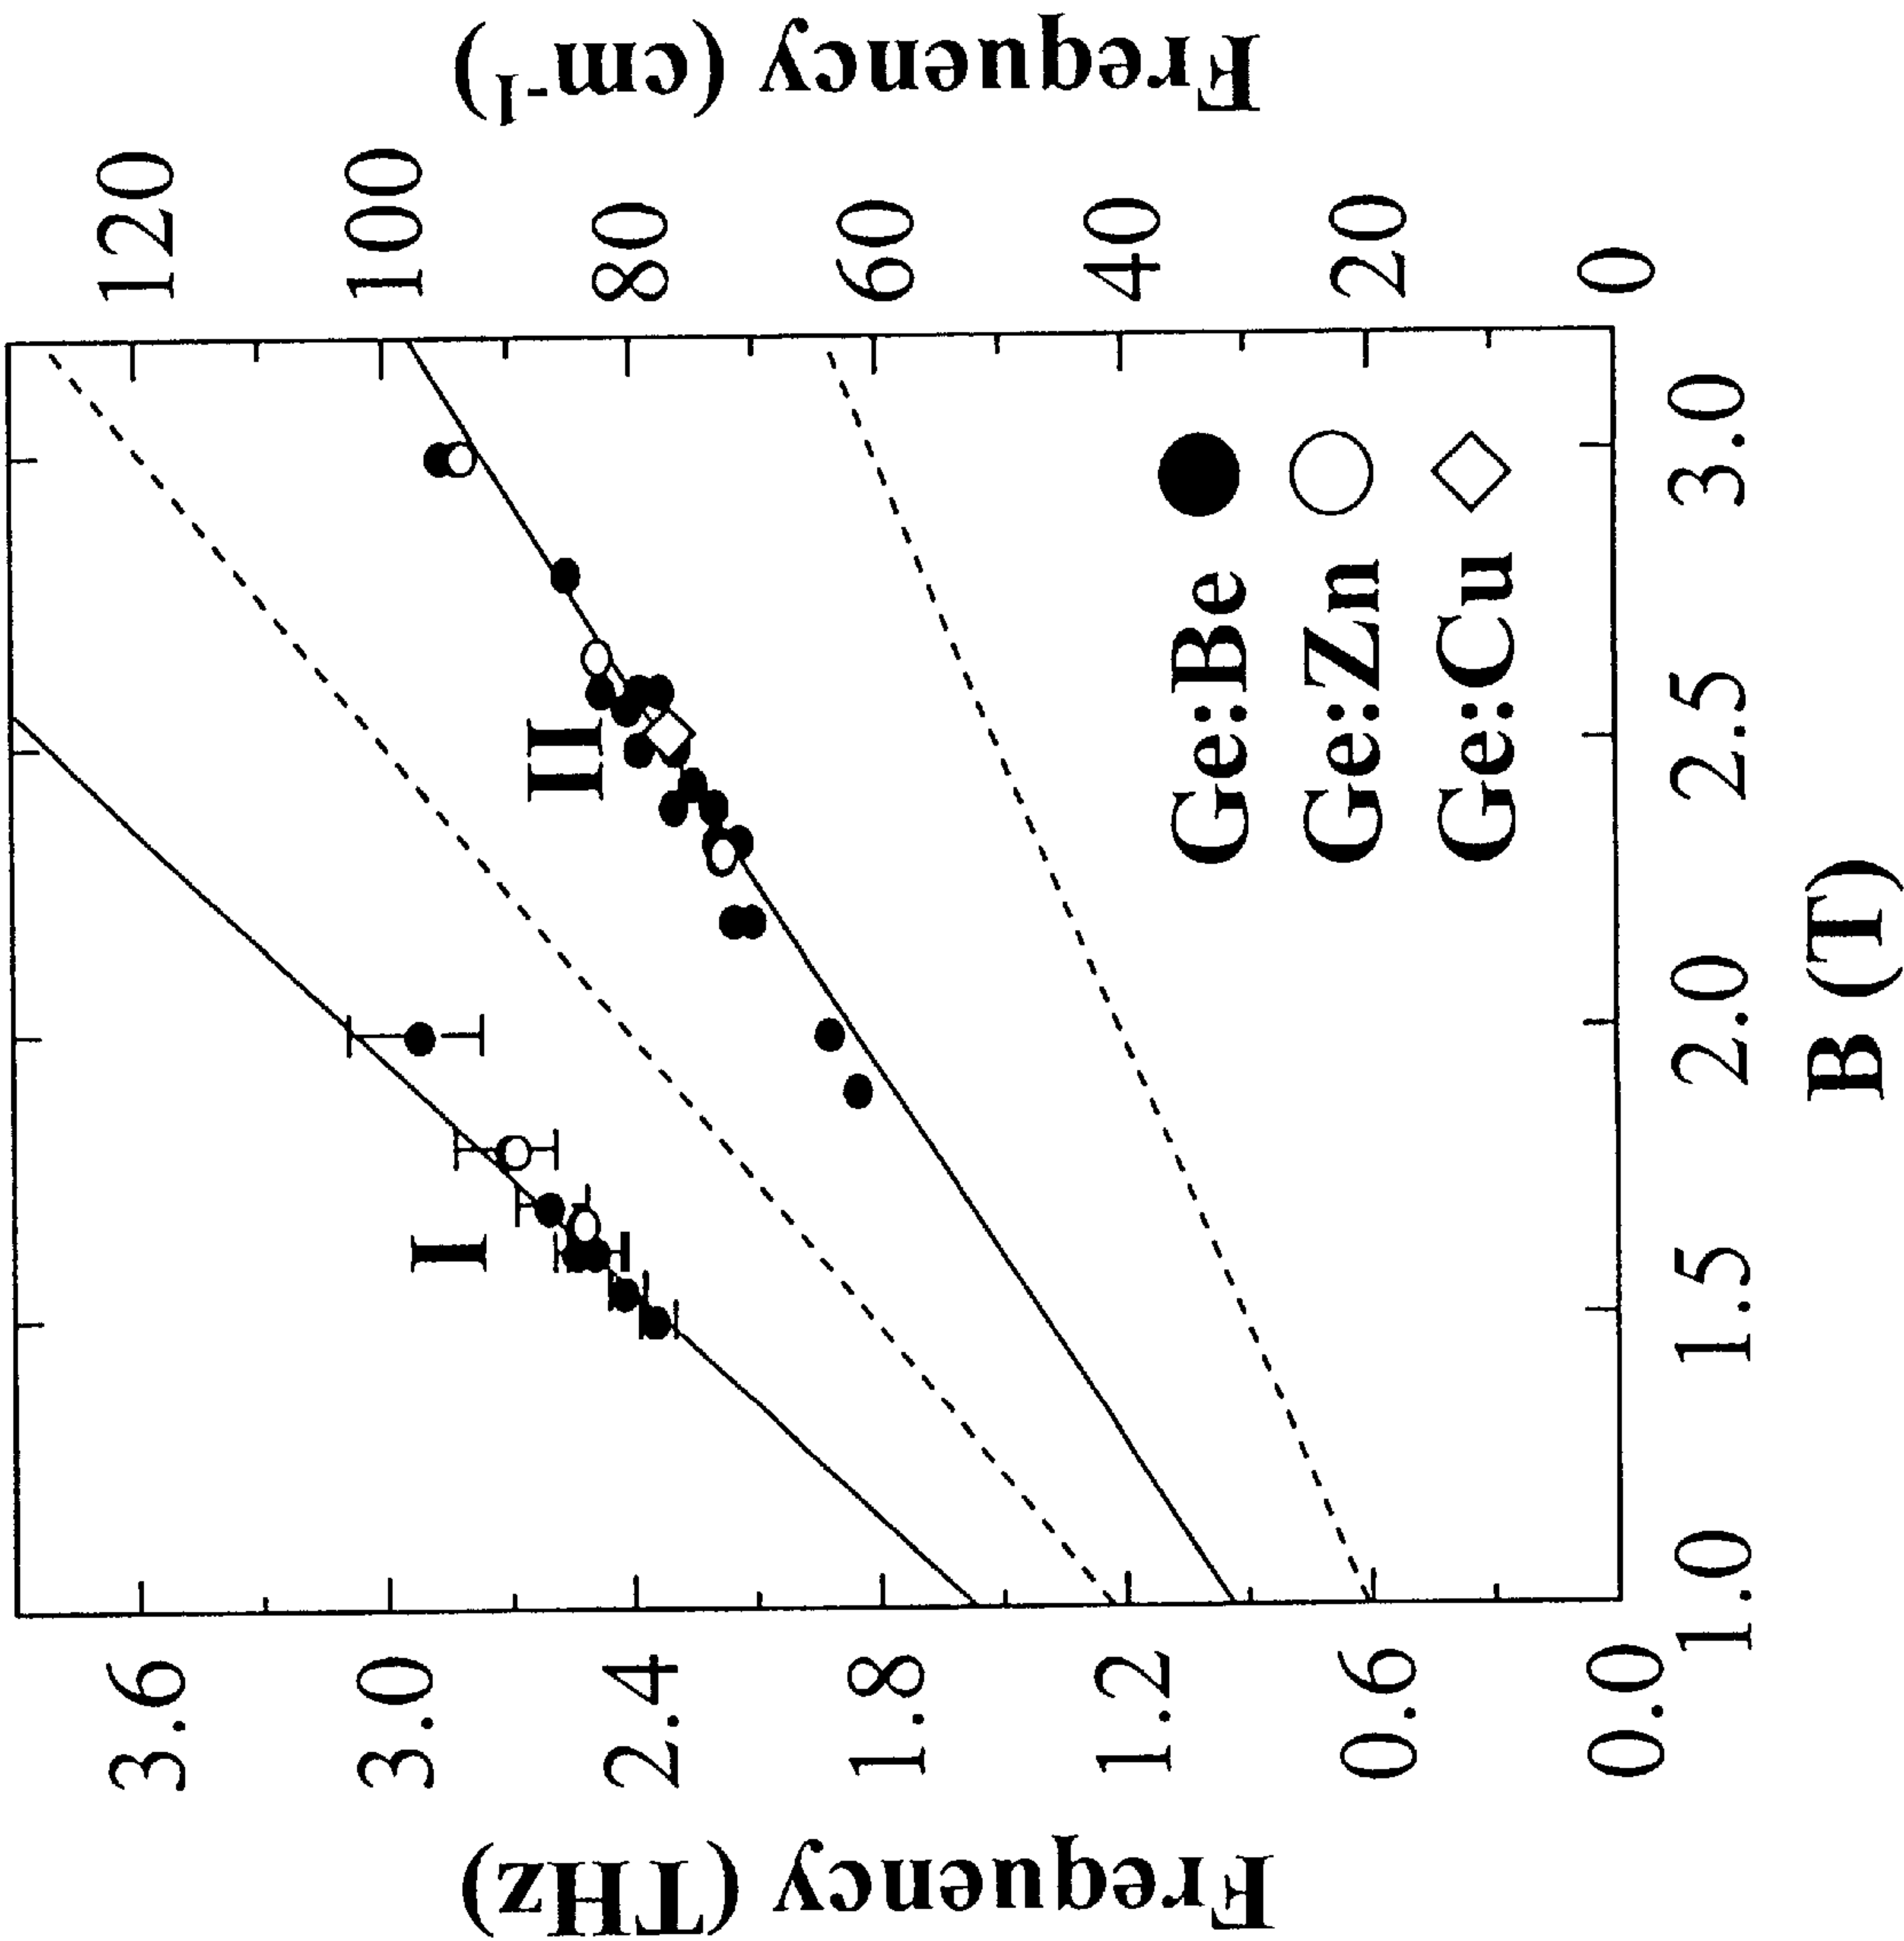 Frequency (THz)
3.6
3.0
2.4
1.8
1.2
0.6
0.0
Frequency (cm⁻¹)
120
100
80
60
40
20
0
I
II
Ge:Be
Ge:Zn
Ge:Cu
1.0 1.5 2.0 2.5 3.0
B (T)